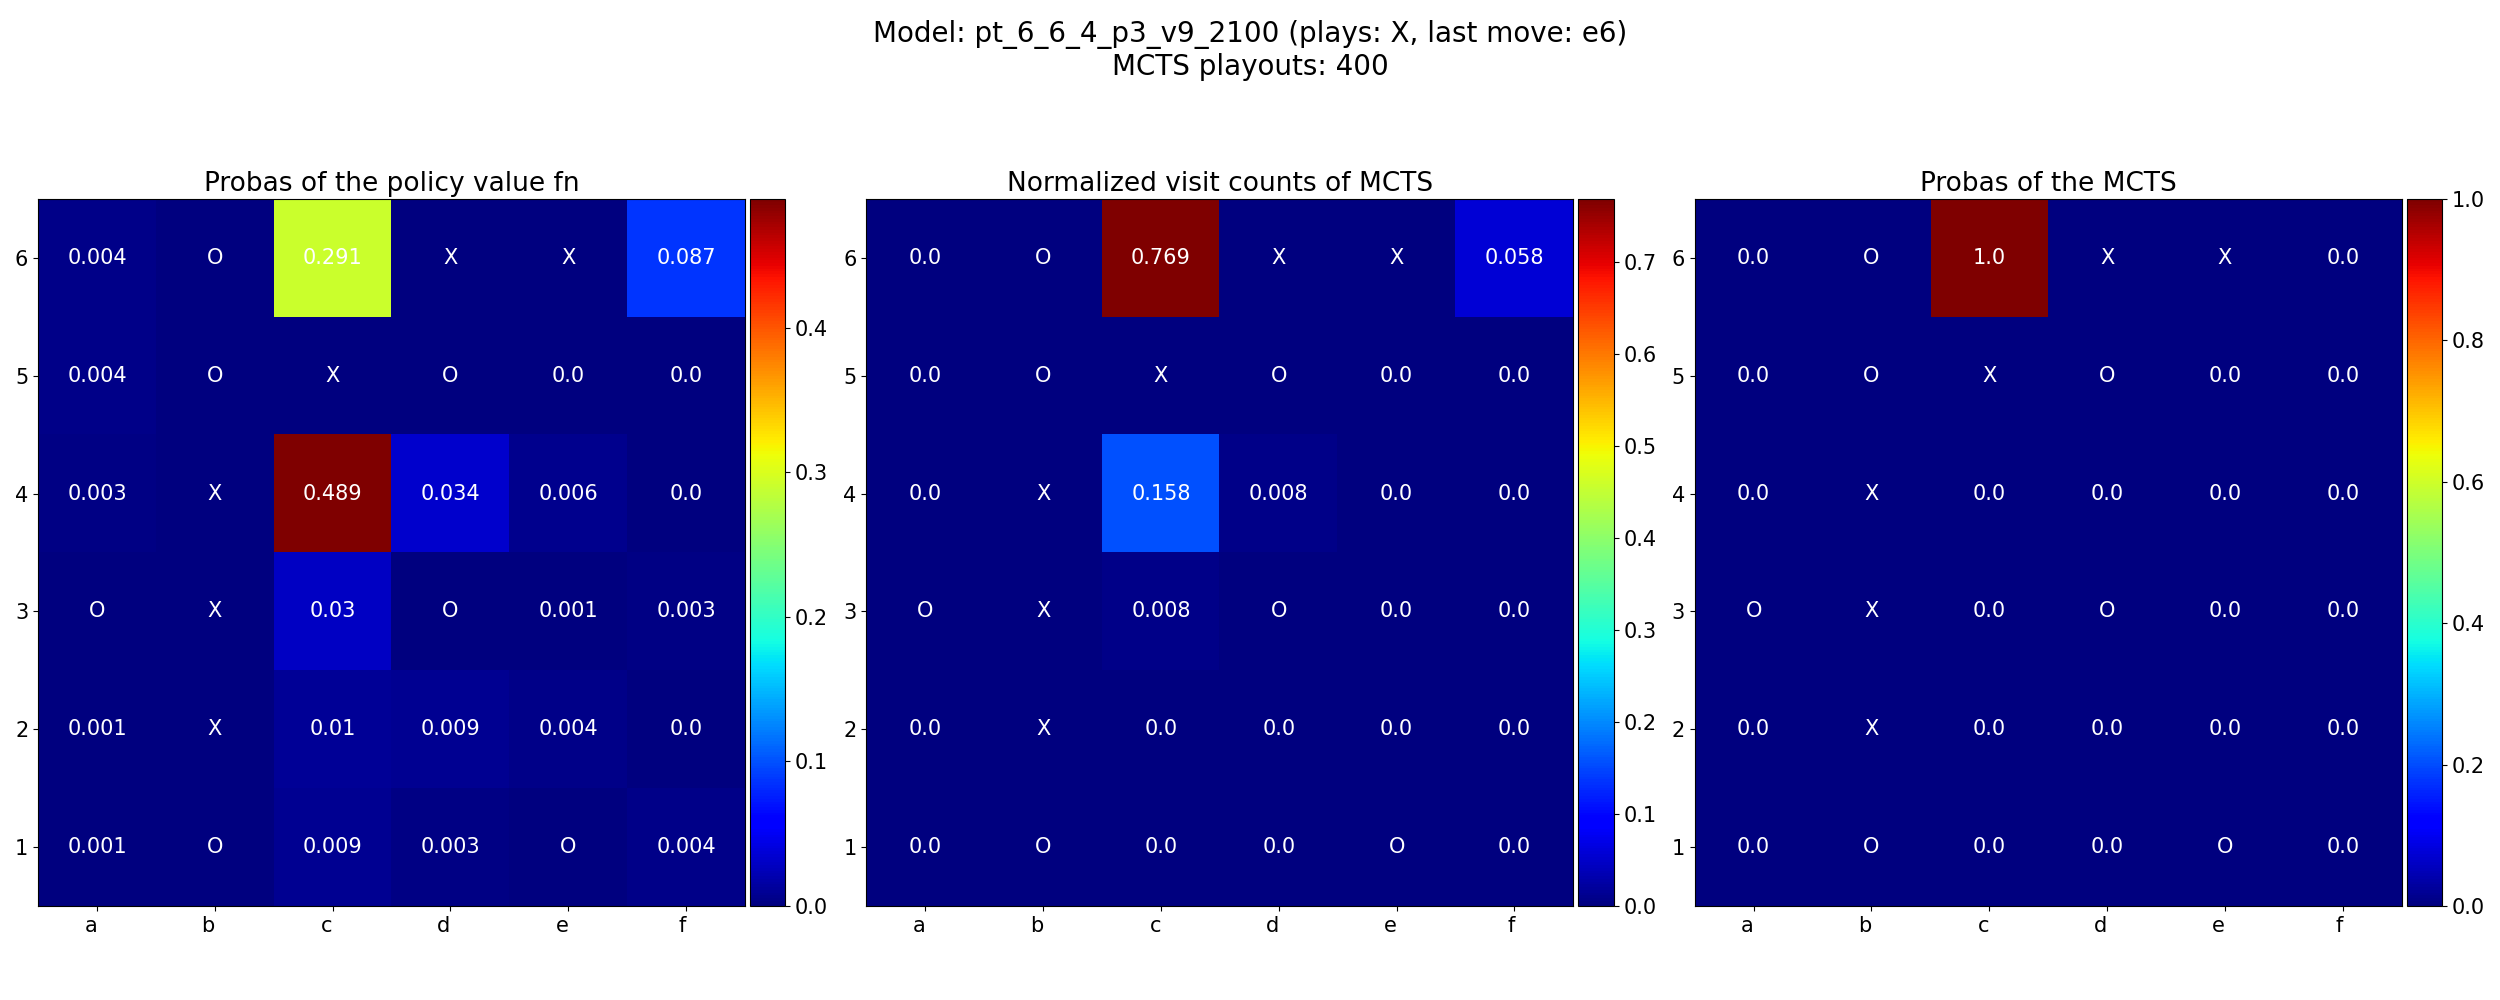 Model: pt_6_6_4_p3_v9_2100 (plays: X, last move: e6)
MCTS playouts: 400
Probas of the policy value fn
6 0.004 O 0.291 X X 0.087
5 0.004 O X O 0.0 0.0
4 0.003 X 0.489 0.034 0.006 0.0
3 O X 0.03 O 0.001 0.003
2 0.001 X 0.01 0.009 0.004 0.0
1 0.001 O 0.009 0.003 O 0.004
a b c d e f
0.4
0.3
0.2
0.1
0.0
Normalized visit counts of MCTS
6 0.0 O 0.769 X X 0.058
5 0.0 O X O 0.0 0.0
4 0.0 X 0.158 0.008 0.0 0.0
3 O X 0.008 O 0.0 0.0
2 0.0 X 0.0 0.0 0.0 0.0
1 0.0 O 0.0 0.0 O 0.0
a b c d e f
0.7
0.6
0.5
0.4
0.3
0.2
0.1
0.0
Probas of the MCTS
6 0.0 O 1.0 X X 0.0
5 0.0 O X O 0.0 0.0
4 0.0 X 0.0 0.0 0.0 0.0
3 O X 0.0 O 0.0 0.0
2 0.0 X 0.0 0.0 0.0 0.0
1 0.0 O 0.0 0.0 O 0.0
a b c d e f
1.0
0.8
0.6
0.4
0.2
0.0